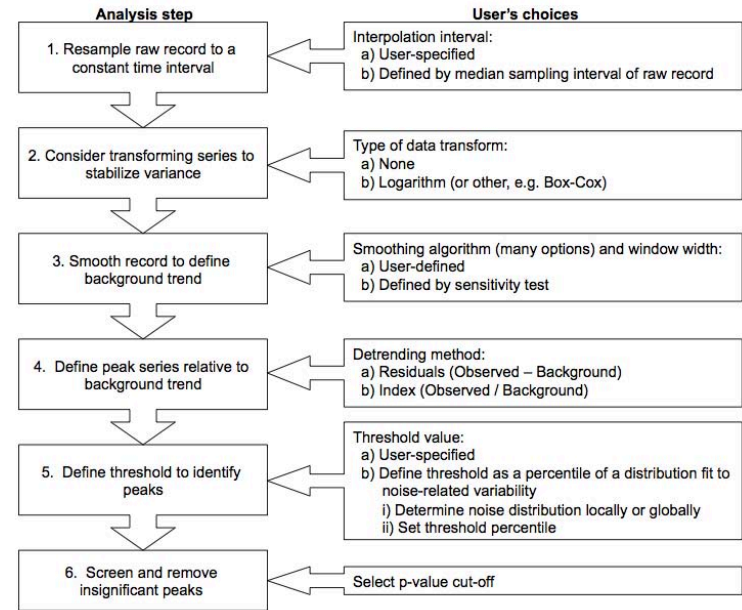 Analysis step
User's choices
1. Resample raw record to a
constant time interval
Interpolation interval:
a) User-specified
b) Defined by median sampling interval of raw record
2. Consider transforming series to
stabilize variance
Type of data transform:
a) None
b) Logarithm (or other, e.g. Box-Cox)
3. Smooth record to define
background trend
Smoothing algorithm (many options) and window width:
a) User-defined
b) Defined by sensitivity test
4. Define peak series relative to
background trend
Detrending method:
a) Residuals (Observed – Background)
b) Index (Observed / Background)
5. Define threshold to identify
peaks
Threshold value:
a) User-specified
b) Define threshold as a percentile of a distribution fit to
noise-related variability
i) Determine noise distribution locally or globally
ii) Set threshold percentile
6. Screen and remove
insignificant peaks
Select p-value cut-off